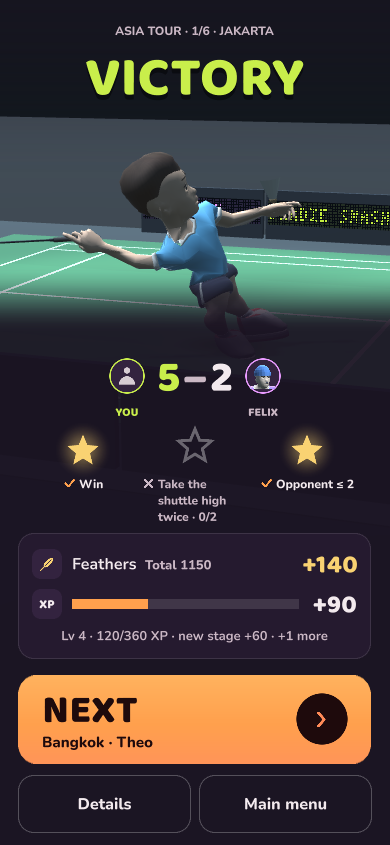 ASIA TOUR · 1/6 · JAKARTA
VICTORY
SMASH
5–2
YOU
FELIX
Win
Take the
shuttle high
twice · 0/2
Opponent ≤ 2
Feathers Total 1150 +140
XP +90
Lv 4 · 120/360 XP · new stage +60 · +1 more
NEXT
Bangkok · Theo
Details
Main menu